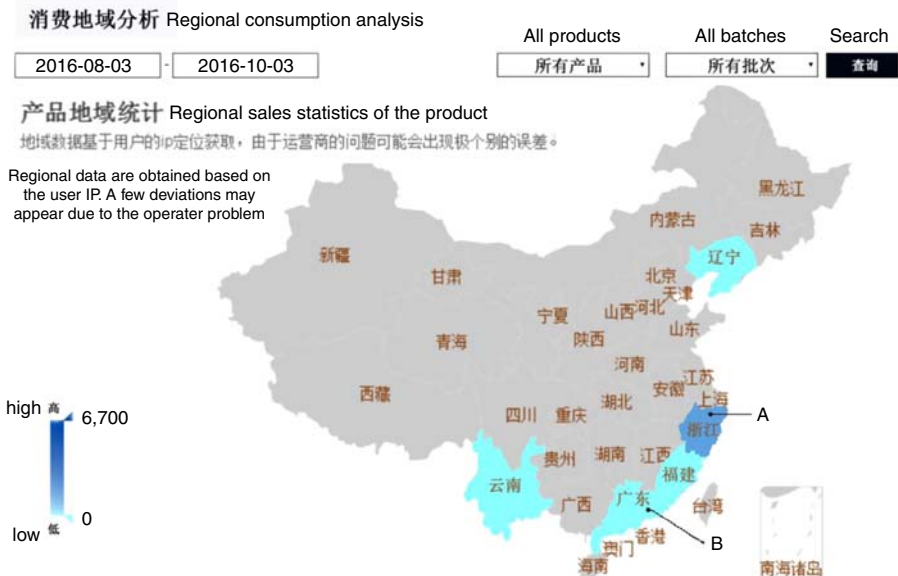 消费地域分析 Regional consumption analysis
All products All batches Search
2016-08-03 - 2016-10-03 所有产品 所有批次 查询
产品地域统计 Regional sales statistics of the product
地域数据基于用户的ip定位获取，由于运营商的问题可能会出现极个别的误差。
Regional data are obtained based on
the user IP. A few deviations may
appear due to the operater problem
黑龙江
内蒙古
吉林
新疆
辽宁
甘肃
北京
天津
宁夏
山西
河北
山东
陕西
青海
河南
西藏
江苏
安徽
上海
湖北
high 高 6,700
四川
重庆
A
浙江
贵州
湖南
江西
福建
云南
广东
广西
台湾
low 低 0
香港
B
澳门
海南
南海诸岛